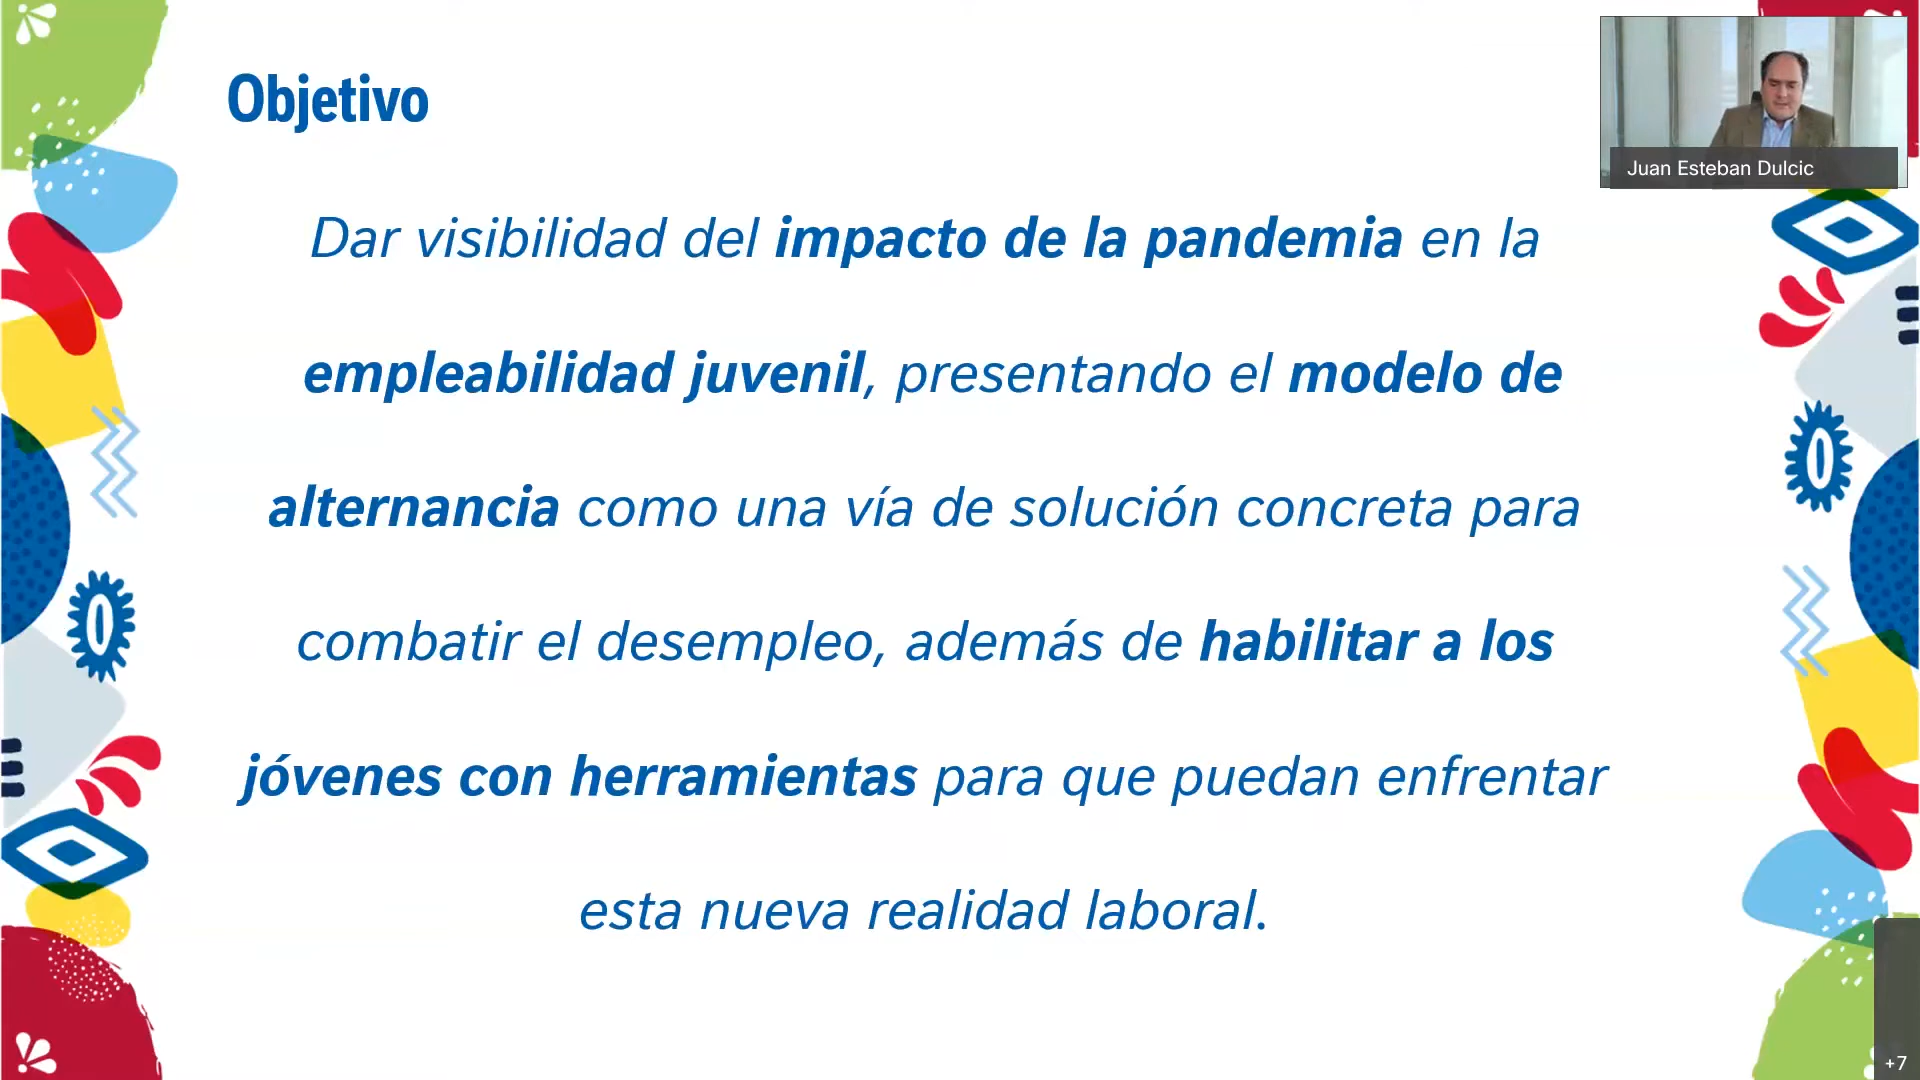 Objetivo
Juan Esteban Dulcic
Dar visibilidad del impacto de la pandemia en la
empleabilidad juvenil, presentando el modelo de
alternancia como una vía de solución concreta para
combatir el desempleo, además de habilitar a los
jóvenes con herramientas para que puedan enfrentar
esta nueva realidad laboral.
+7